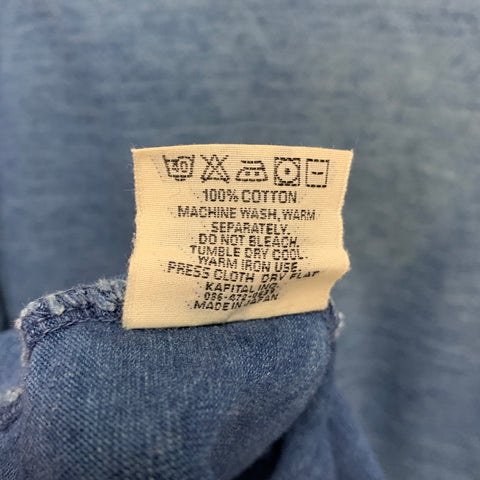 40
100% COTTON
MACHINE WASH, WARM
SEPARATELY.
DO NOT BLEACH.
TUMBLE DRY COOL.
WARM IRON USE
PRESS CLOTH DRY FLAT
KAPITAL INC.
MADE IN JAPAN